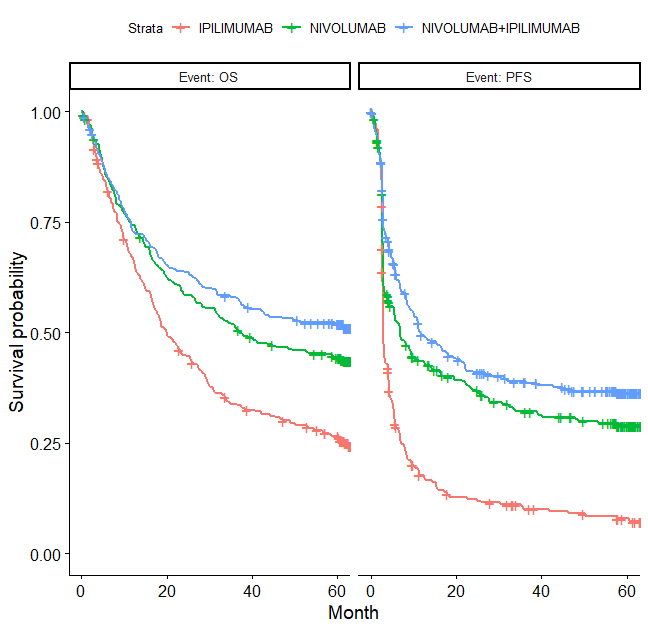 Strata IPILIMUMAB NIVOLUMAB NIVOLUMAB+IPILIMUMAB
Event: OS Event: PFS
Survival probability
1.00
0.75
0.50
0.25
0.00
0 20 40 60 0 20 40 60
Month